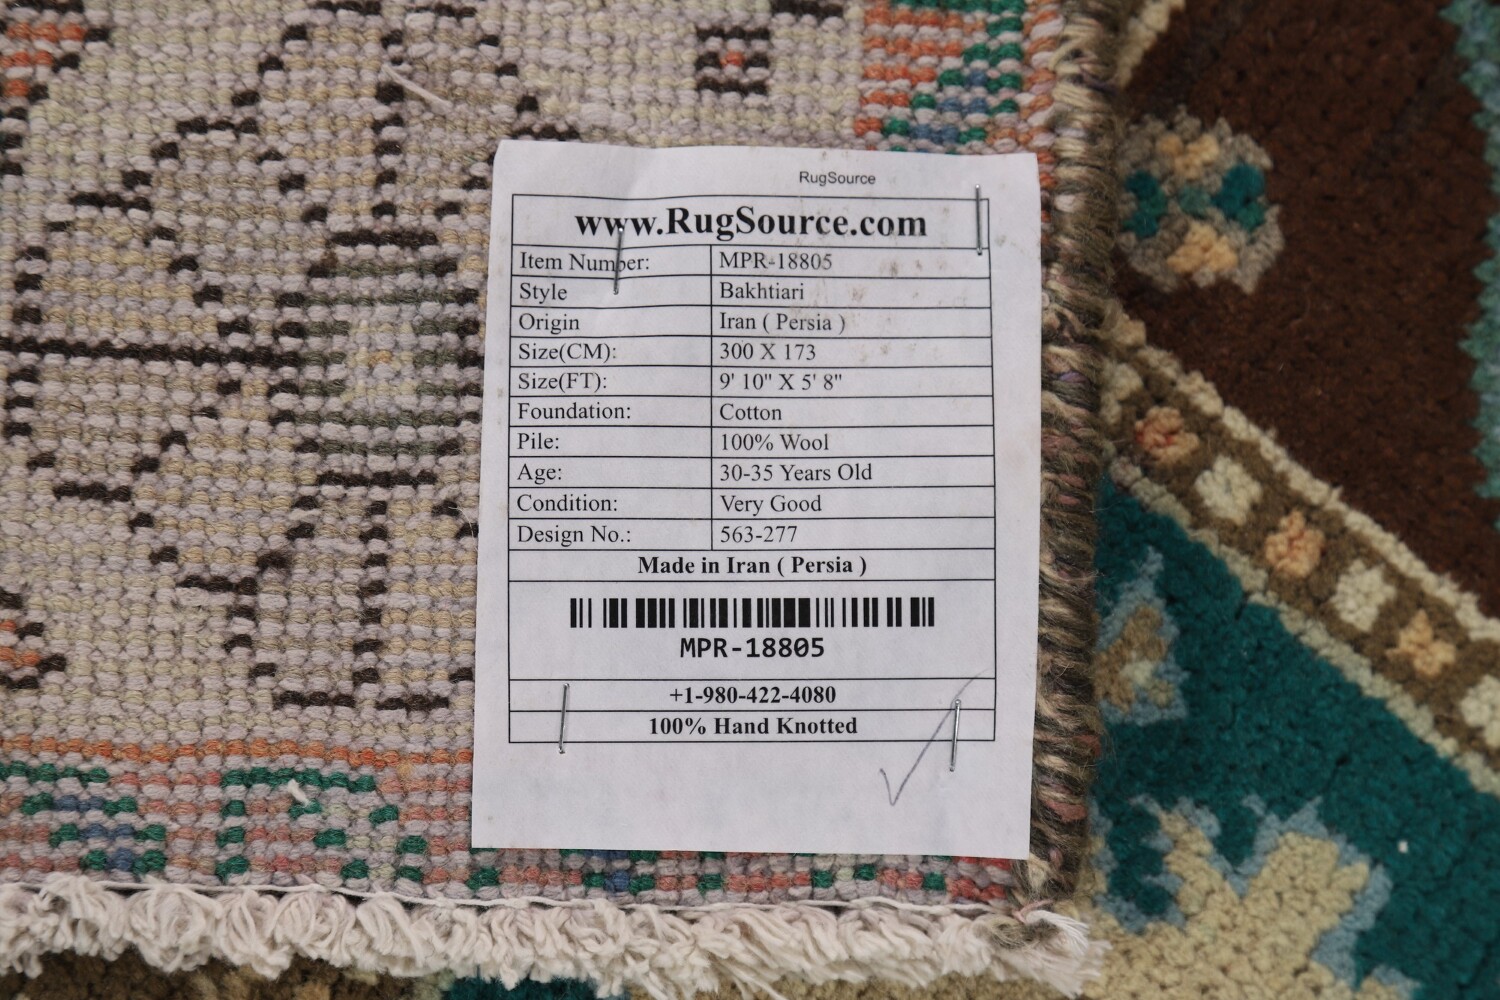 RugSource
www.RugSource.com
Item Number: MPR-18805
Style Bakhtiari
Origin Iran ( Persia )
Size(CM): 300 X 173
Size(FT): 9' 10" X 5' 8"
Foundation: Cotton
Pile: 100% Wool
Age: 30-35 Years Old
Condition: Very Good
Design No.: 563-277
Made in Iran ( Persia )
MPR-18805
+1-980-422-4080
100% Hand Knotted